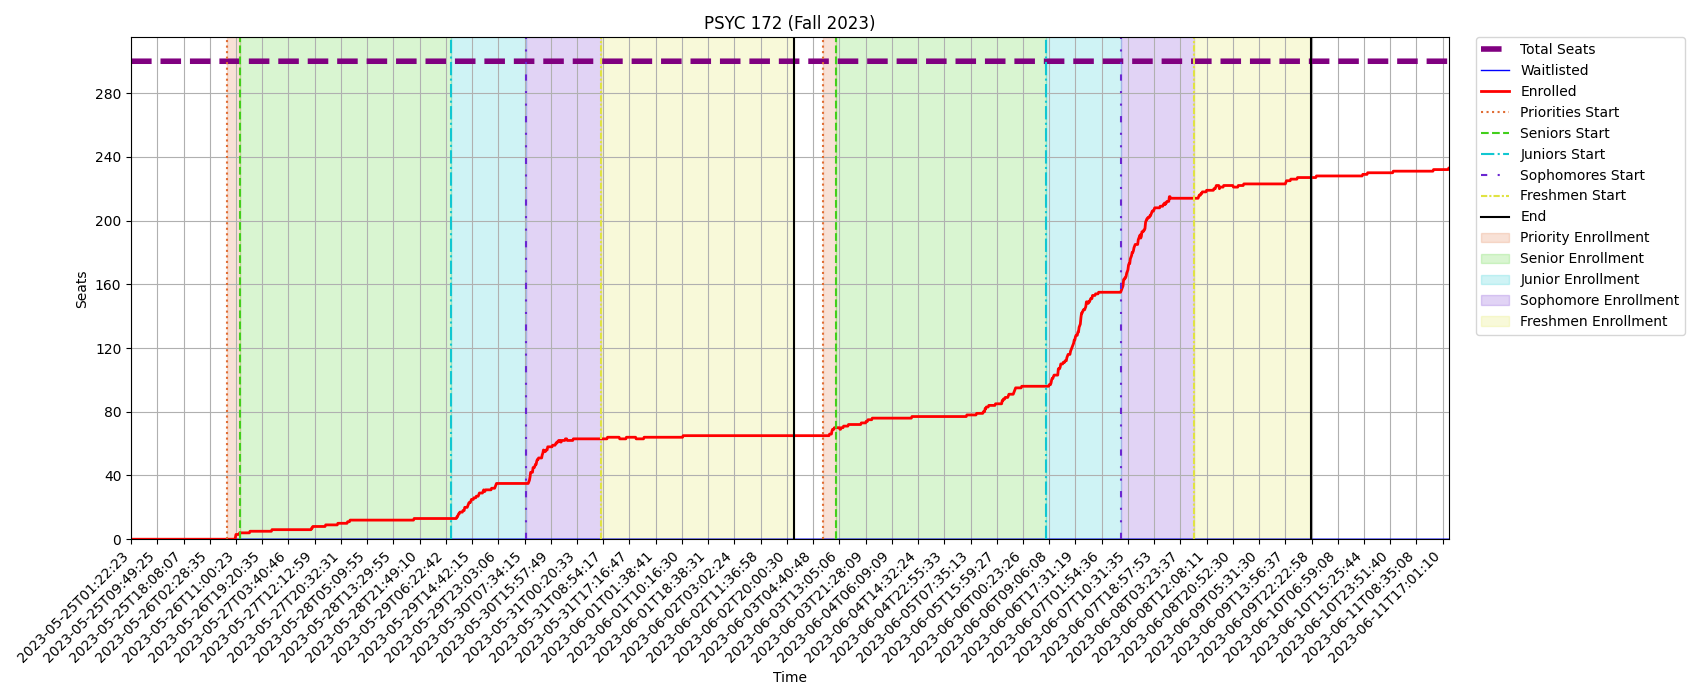 PSYC 172 (Fall 2023)
Seats
280
240
200
160
120
80
40
0
2023-05-25T01:22:23
2023-05-25T09:49:25
2023-05-25T18:08:07
2023-05-26T02:28:35
2023-05-26T11:00:23
2023-05-26T19:20:35
2023-05-27T03:40:46
2023-05-27T12:12:59
2023-05-27T20:32:31
2023-05-28T05:09:55
2023-05-28T13:29:55
2023-05-28T21:49:10
2023-05-29T06:22:42
2023-05-29T14:42:15
2023-05-29T23:03:06
2023-05-30T07:34:15
2023-05-30T15:57:49
2023-05-31T00:20:33
2023-05-31T08:54:17
2023-05-31T17:16:47
2023-06-01T01:38:41
2023-06-01T10:16:30
2023-06-01T18:38:31
2023-06-02T03:02:24
2023-06-02T11:36:58
2023-06-02T20:00:30
2023-06-03T04:40:48
2023-06-03T13:05:06
2023-06-03T21:28:09
2023-06-04T06:09:09
2023-06-04T14:32:24
2023-06-04T22:55:33
2023-06-05T07:35:13
2023-06-05T15:59:27
2023-06-06T00:23:26
2023-06-06T09:06:08
2023-06-06T17:31:19
2023-06-07T01:54:36
2023-06-07T10:31:35
2023-06-07T18:57:53
2023-06-08T03:23:37
2023-06-08T12:08:11
2023-06-08T20:52:30
2023-06-09T05:31:30
2023-06-09T13:56:37
2023-06-09T22:22:58
2023-06-10T06:59:08
2023-06-10T15:25:44
2023-06-10T23:51:40
2023-06-11T08:35:08
2023-06-11T17:01:10
Time
Total Seats
Waitlisted
Enrolled
Priorities Start
Seniors Start
Juniors Start
Sophomores Start
Freshmen Start
End
Priority Enrollment
Senior Enrollment
Junior Enrollment
Sophomore Enrollment
Freshmen Enrollment